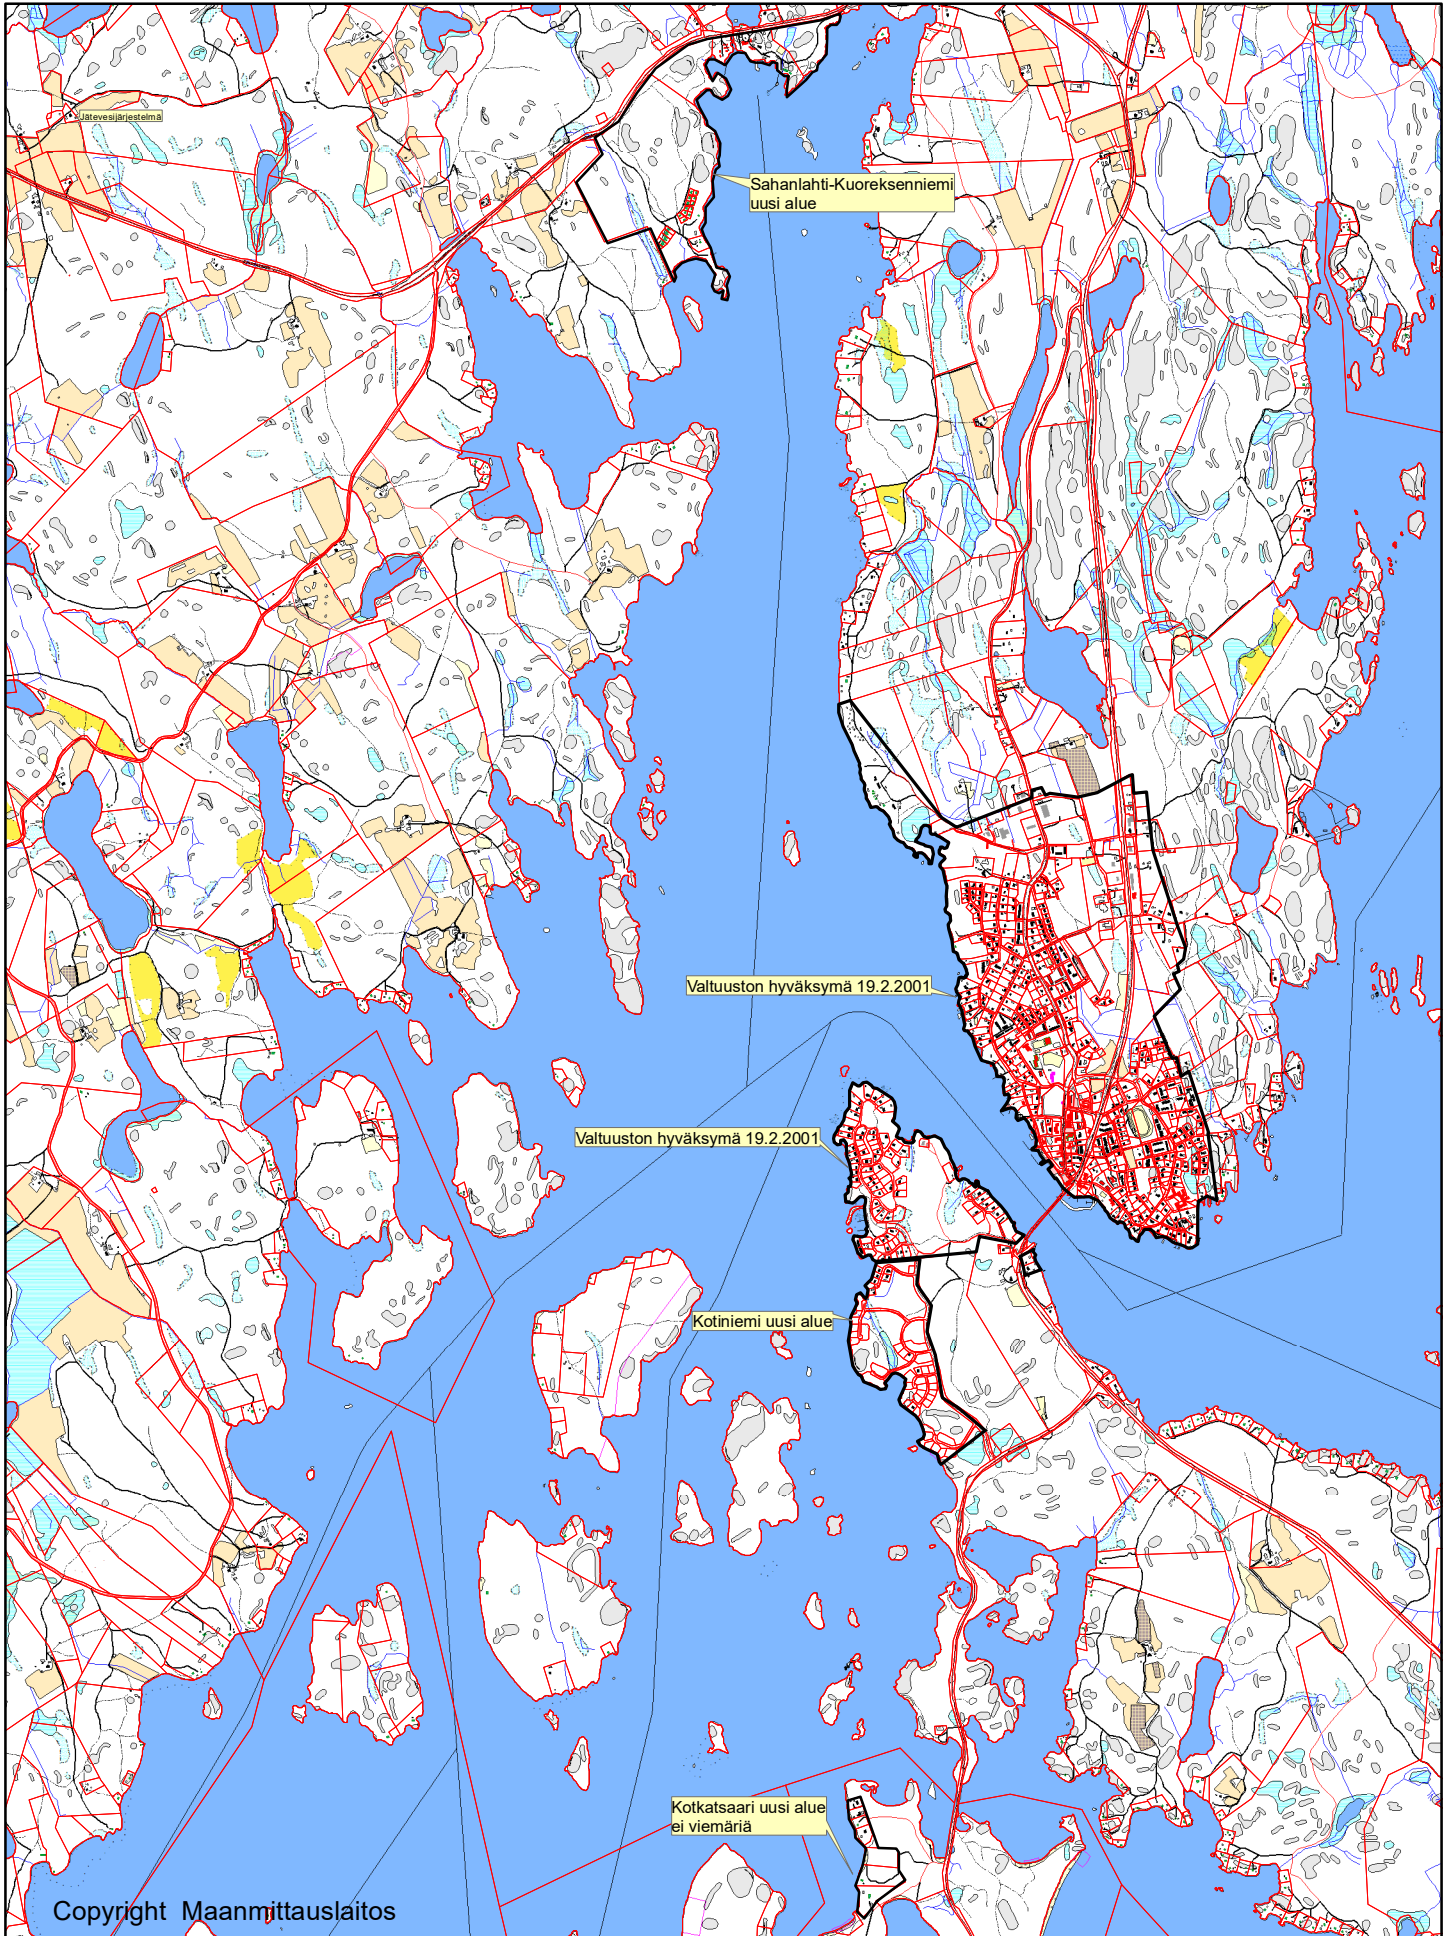 Jätevesijärjestelmä
Sahanlahti-Kuoreksenniemi
uusi alue
Valtuuston hyväksymä 19.2.2001
Valtuuston hyväksymä 19.2.2001
Kotiniemi uusi alue
Kotkatsaari uusi alue
ei viemäriä
Copyright Maanmittauslaitos